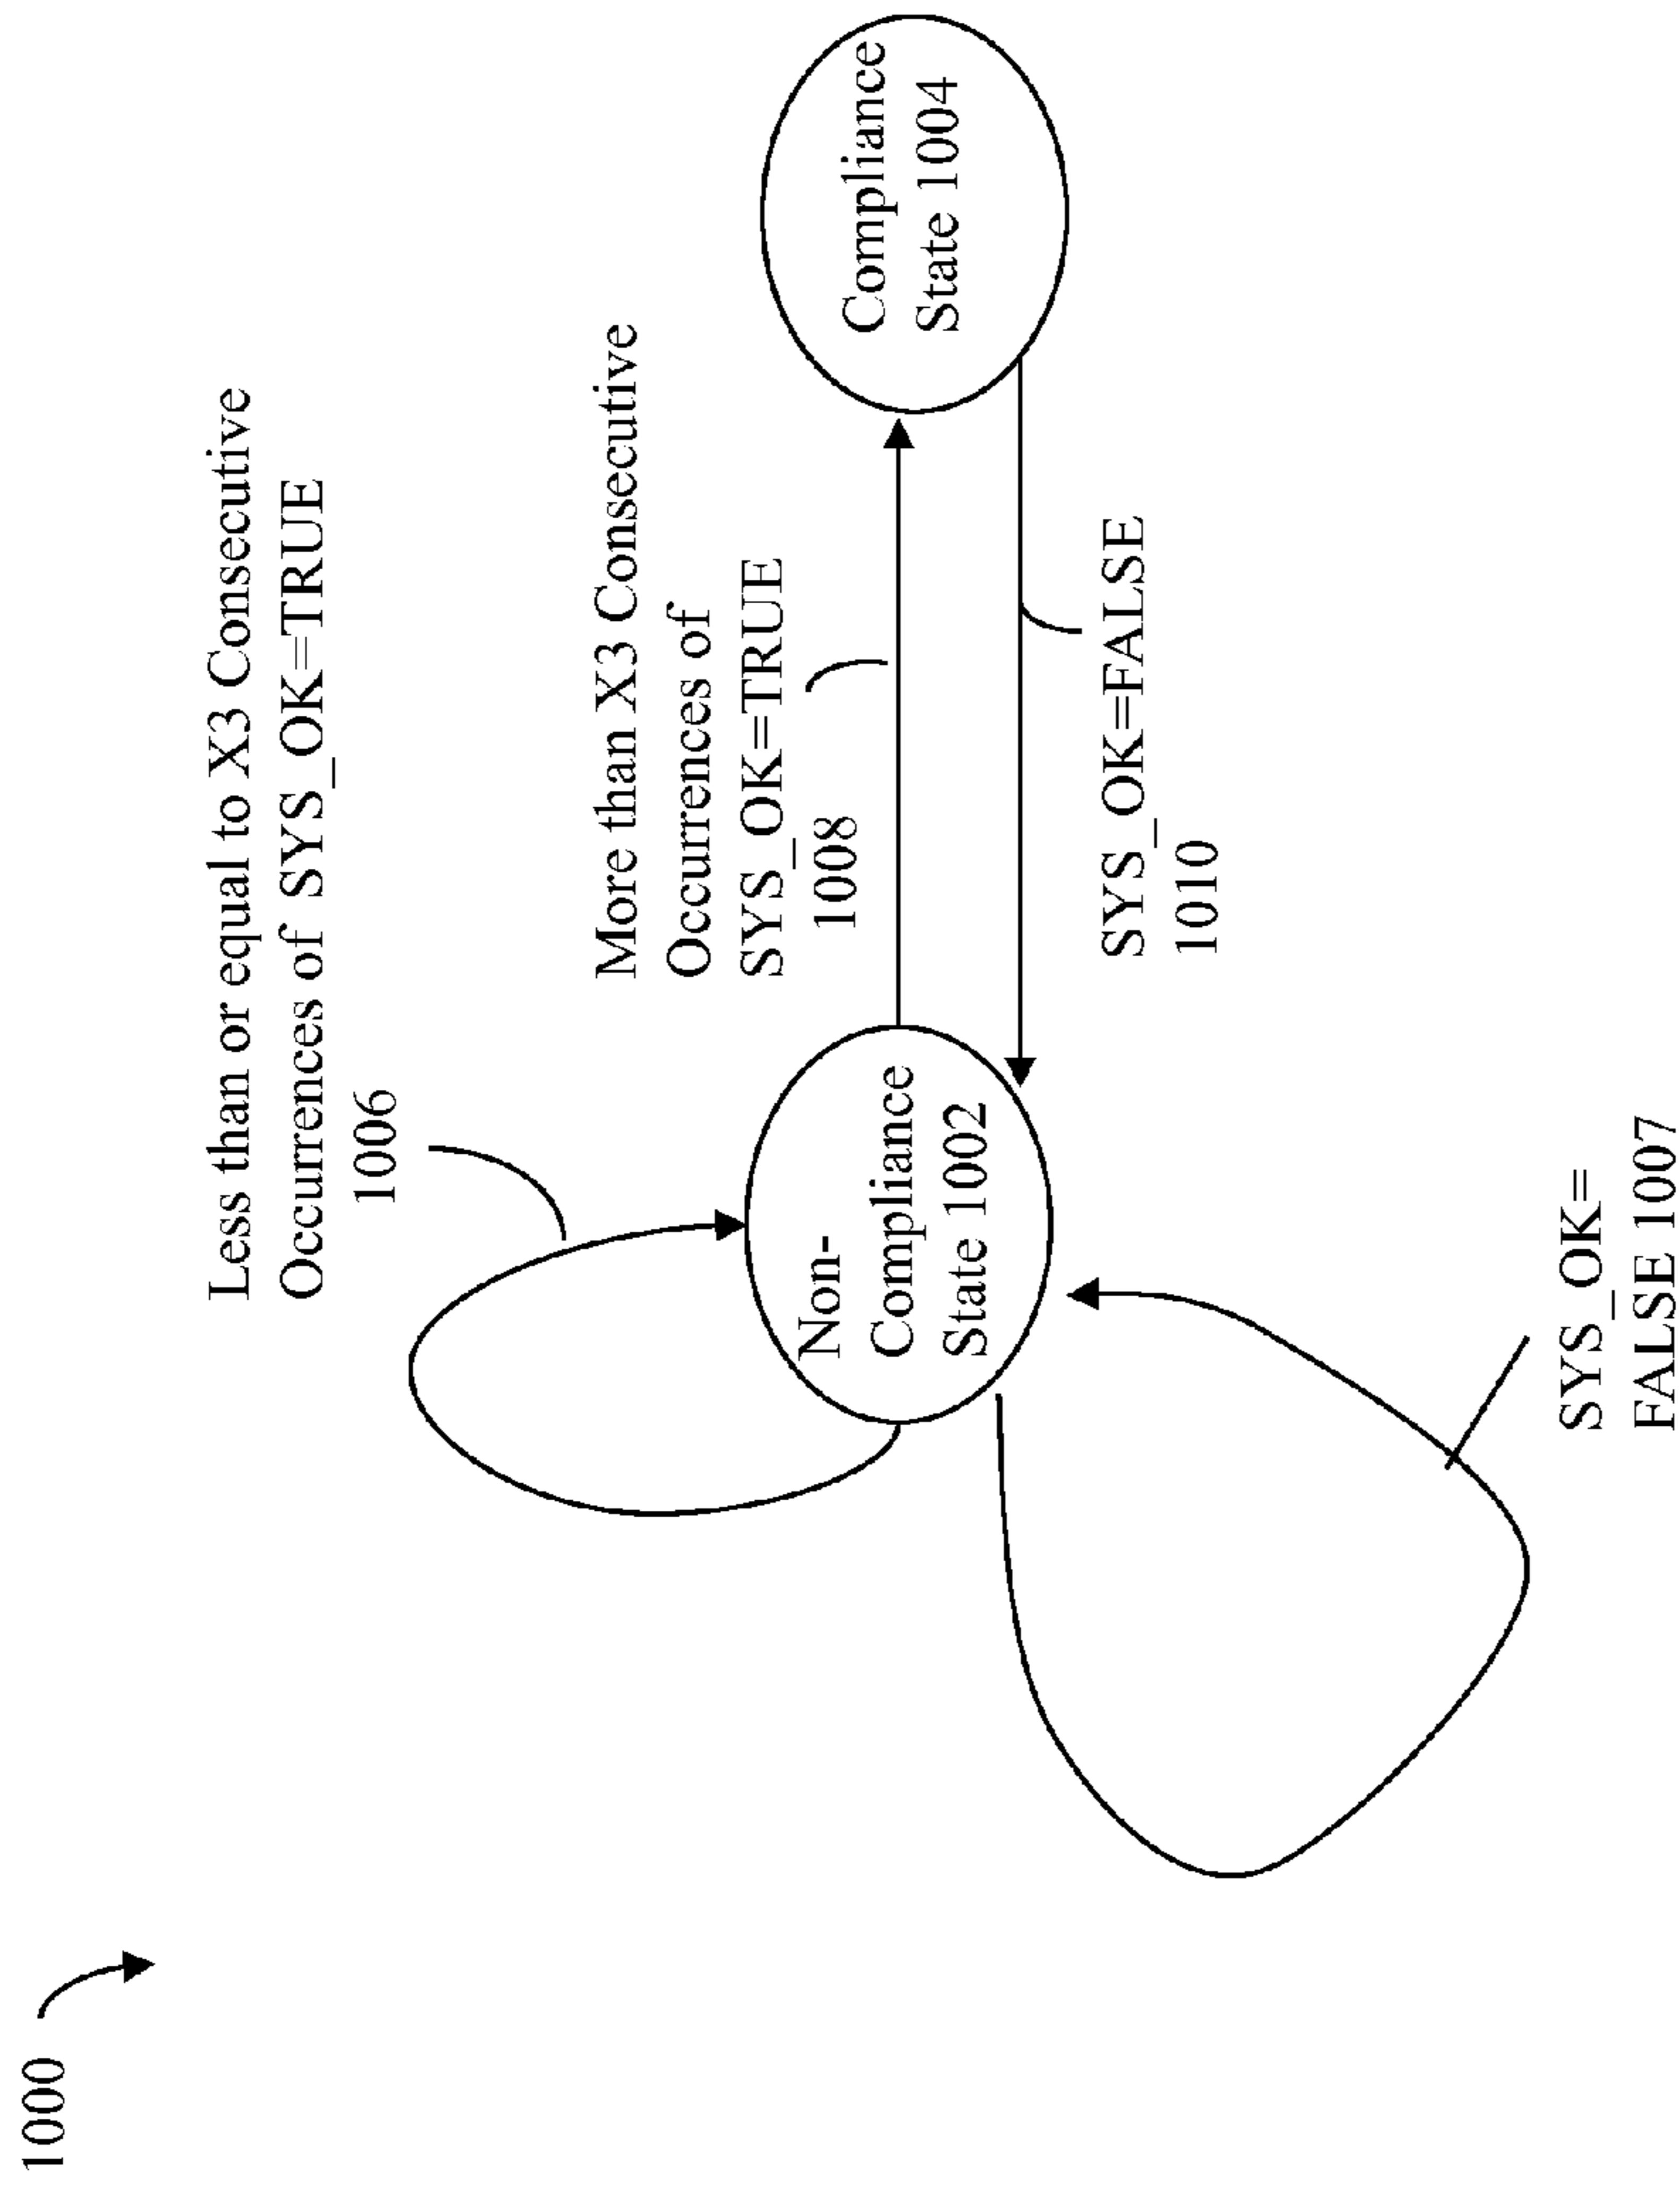 1000
Less than or equal to X3 Consecutive
Occurrences of SYS_OK=TRUE
1006
More than X3 Consecutive
Occurrences of
SYS_OK=TRUE
1008
Non-
Compliance
State 1002
Compliance
State 1004
SYS_OK=FALSE
1010
SYS_OK=
FALSE 1007